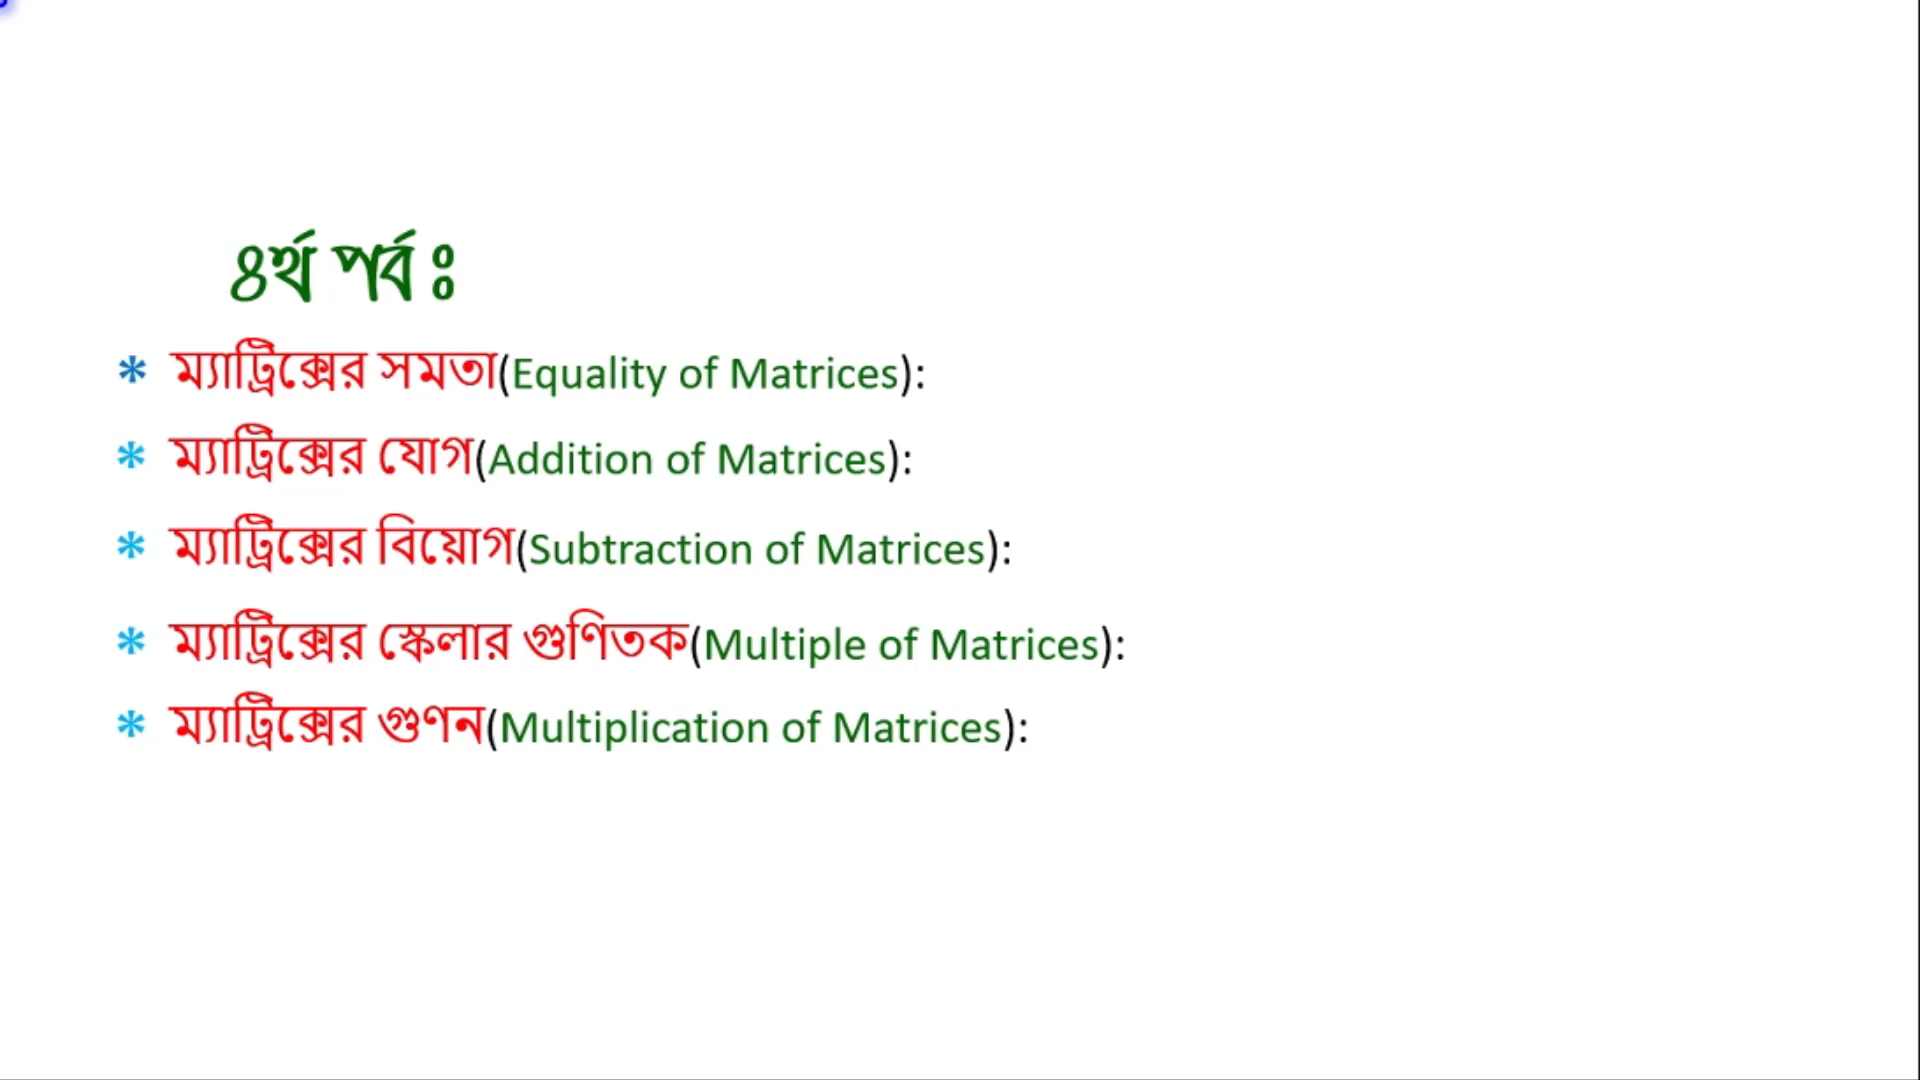 ৪র্থ পর্ব ঃ
* ম্যাট্রিক্সের সমতা(Equality of Matrices):
* ম্যাট্রিক্সের যোগ(Addition of Matrices):
* ম্যাট্রিক্সের বিয়োগ(Subtraction of Matrices):
* ম্যাট্রিক্সের স্কেলার গুণিতক(Multiple of Matrices):
* ম্যাট্রিক্সের গুণন(Multiplication of Matrices):